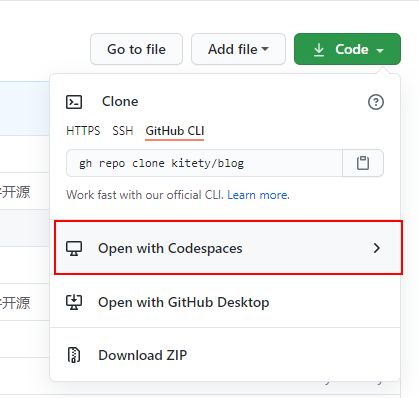 Go to file Add file Code
Clone
HTTPS SSH GitHub CLI
gh repo clone kitety/blog
Work fast with our official CLI. Learn more.
开源
Open with Codespaces
Open with GitHub Desktop
开源
Download ZIP